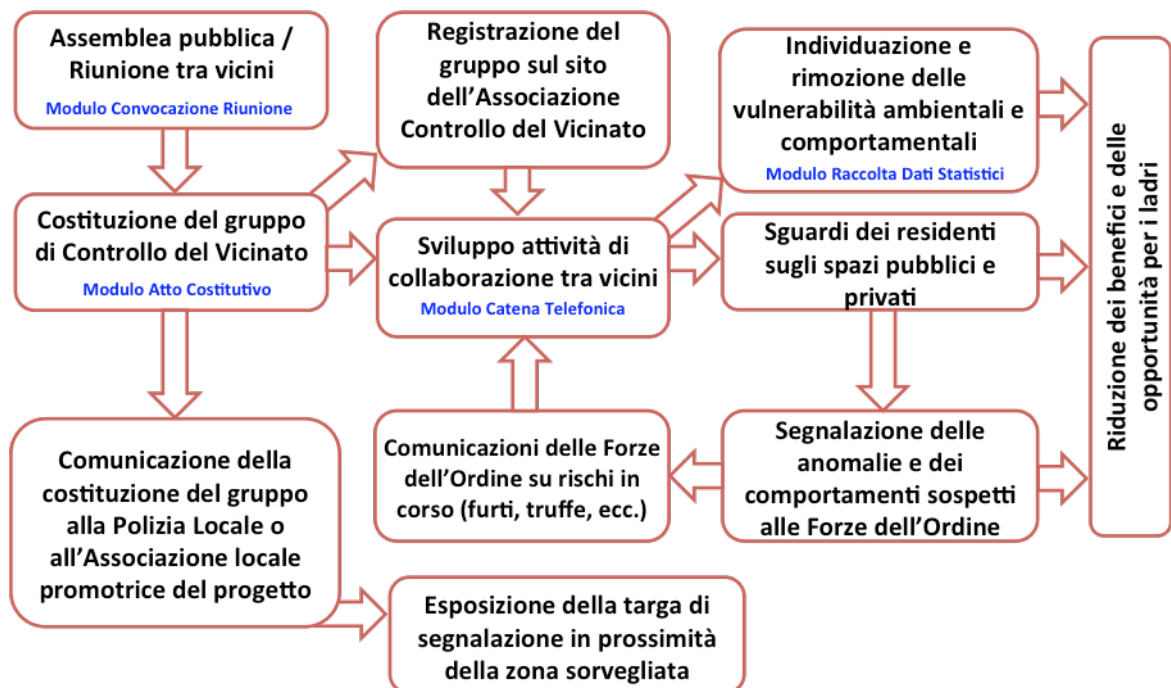 Assemblea pubblica /
Riunione tra vicini
Modulo Convocazione Riunione
Registrazione del
gruppo sul sito
dell'Associazione
Controllo del Vicinato
Individuazione e
rimozione delle
vulnerabilità ambientali e
comportamentali
Modulo Raccolta Dati Statistici
Costituzione del gruppo
di Controllo del Vicinato
Modulo Atto Costitutivo
Sviluppo attività di
collaborazione tra vicini
Modulo Catena Telefonica
Sguardi dei residenti
sugli spazi pubblici e
privati
Riduzione dei benefici e delle
opportunità per i ladri
Comunicazione della
costituzione del gruppo
alla Polizia Locale o
all'Associazione locale
promotrice del progetto
Comunicazioni delle Forze
dell'Ordine su rischi in
corso (furti, truffe, ecc.)
Segnalazione delle
anomalie e dei
comportamenti sospetti
alle Forze dell'Ordine
Esposizione della targa di
segnalazione in prossimità
della zona sorvegliata